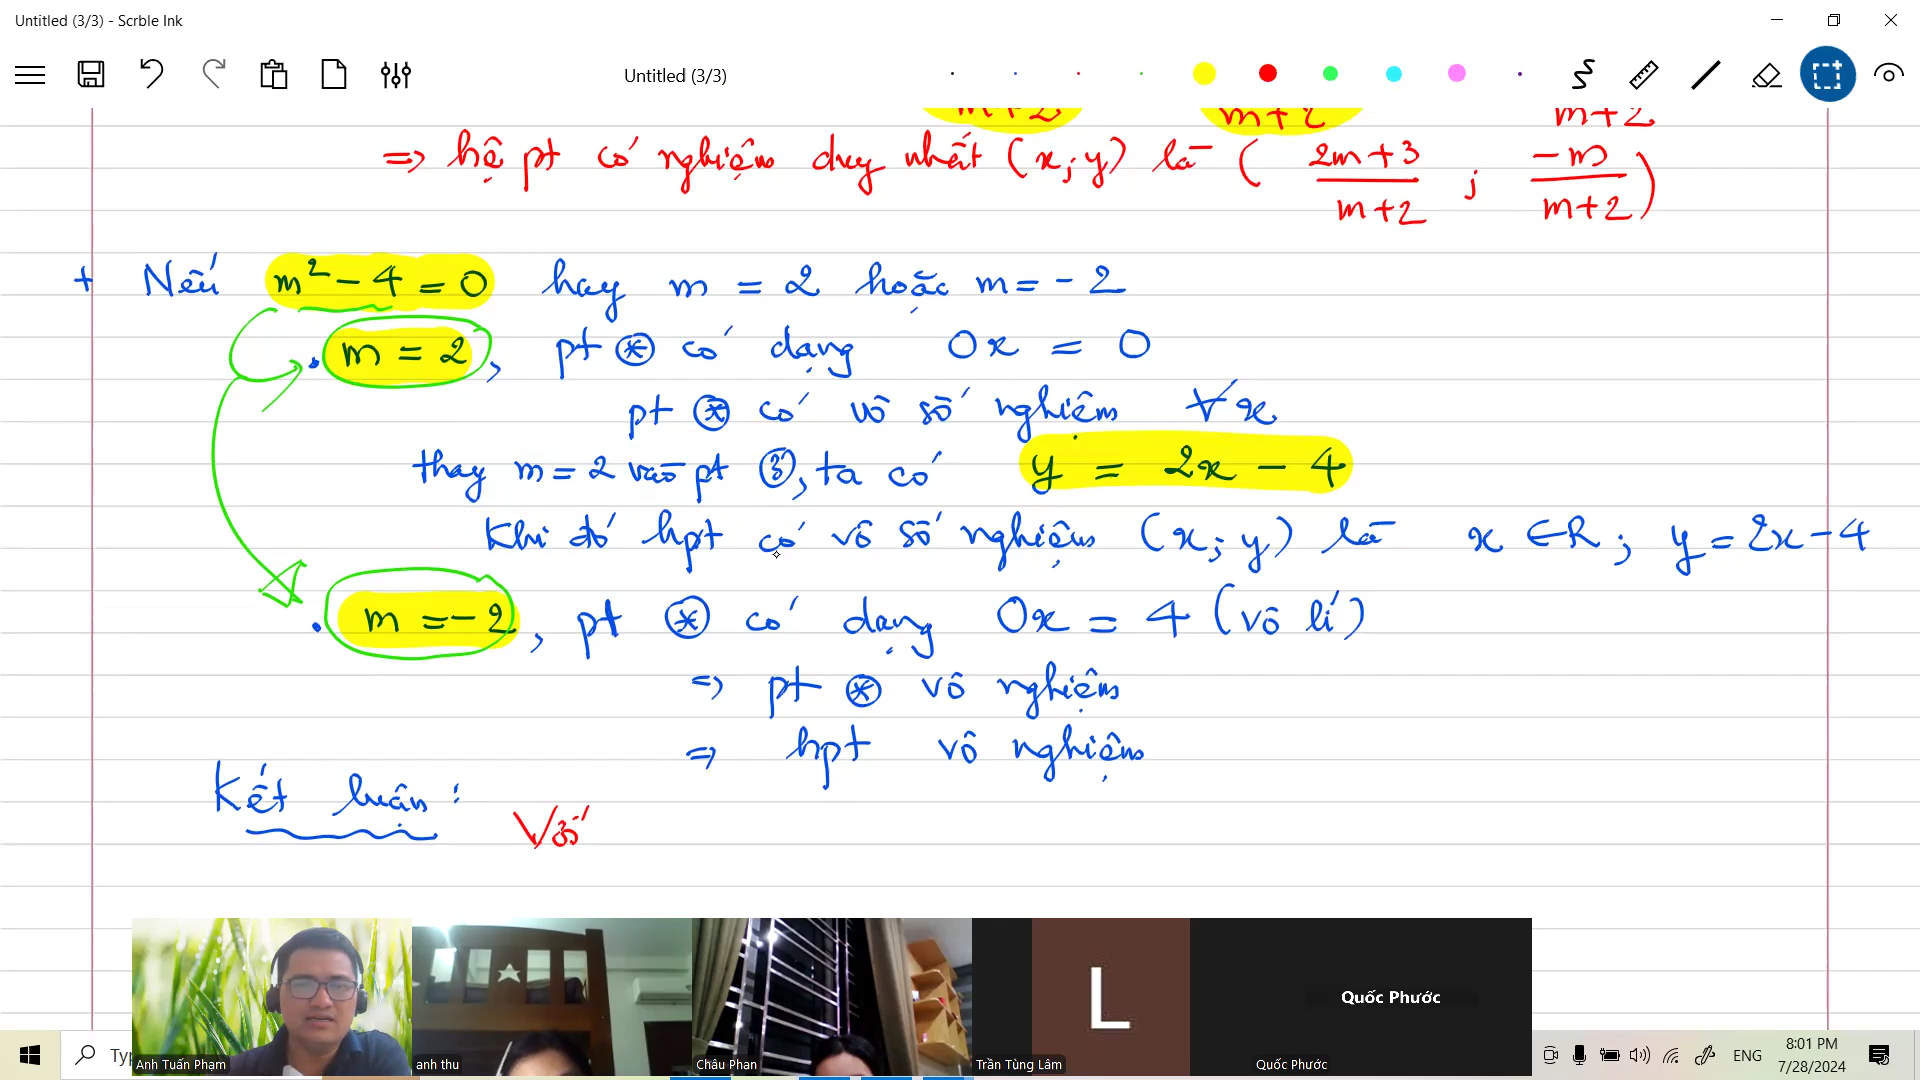 Untitled (3/3) - Scrble Ink
Untitled (3/3)
m+2 m+2 m+2
=> hệ pt có nghiệm duy nhất (x;y) là ( 2m+3 / m+2 ; -m / m+2 )
+ Nếu m² - 4 = 0 hay m = 2 hoặc m = - 2
. m = 2, pt (*) có dạng 0x = 0
pt (*) có vô số nghiệm ∀x
thay m = 2 vào pt (3), ta có y = 2x - 4
Khi đó hpt có vô số nghiệm (x; y) là x ∈ R ; y = 2x - 4
. m = -2, pt (*) có dạng 0x = 4 (vô lí)
=> pt (*) vô nghiệm
=> hpt vô nghiệm
Kết luận :
Với
L
Quốc Phước
Anh Tuấn Phạm
anh thu
Châu Phan
Trần Tùng Lâm
Quốc Phước
ENG
8:01 PM
7/28/2024